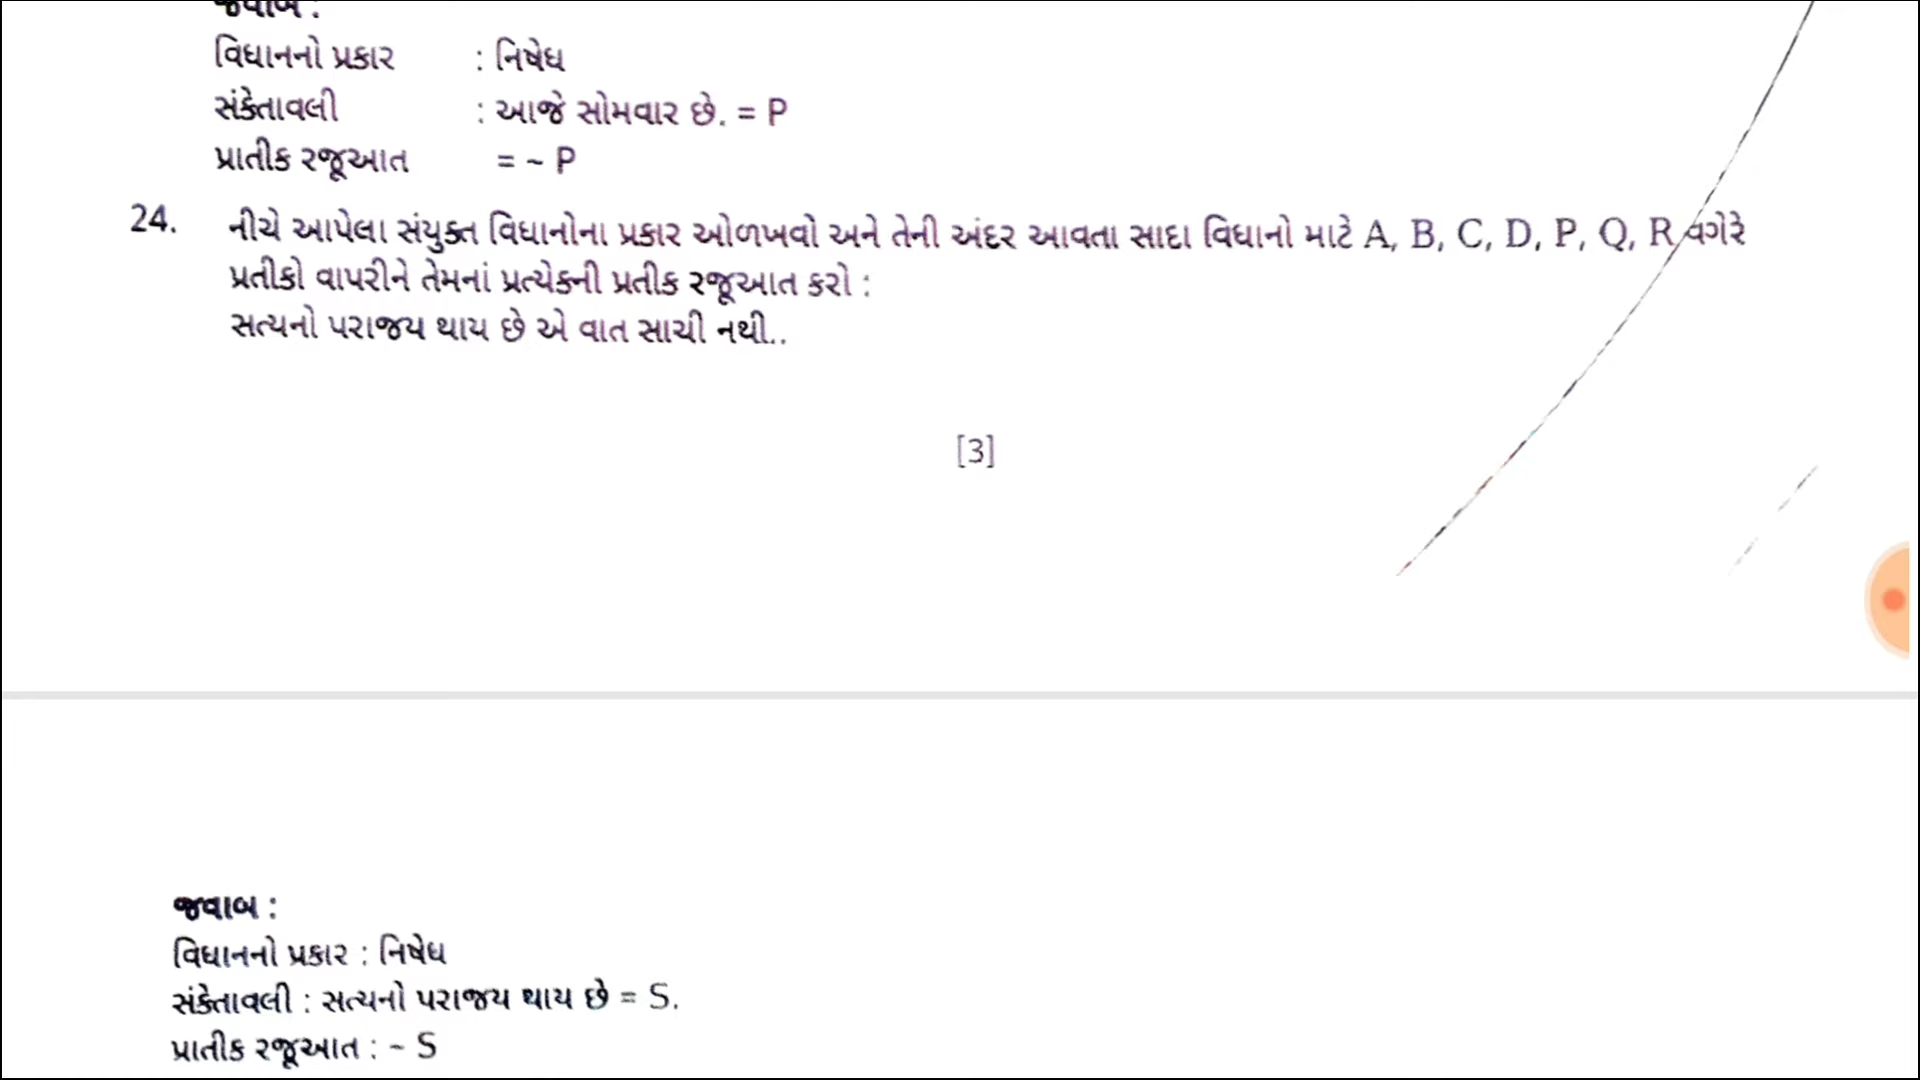 જવાબ :
વિધાનનો પ્રકાર : નિષેધ
સંકેતાવલી : આજે સોમવાર છે. = P
પ્રાતીક રજૂઆત = ~ P
24. નીચે આપેલા સંયુક્ત વિધાનોના પ્રકાર ઓળખવો અને તેની અંદર આવતા સાદા વિધાનો માટે A, B, C, D, P, Q, R વગેરે
પ્રતીકો વાપરીને તેમનાં પ્રત્યેકની પ્રતીક રજૂઆત કરો :
સત્યનો પરાજય થાય છે એ વાત સાચી નથી..
[3]
જવાબ :
વિધાનનો પ્રકાર : નિષેધ
સંકેતાવલી : સત્યનો પરાજય થાય છે = S.
પ્રાતીક રજૂઆત : ~ S